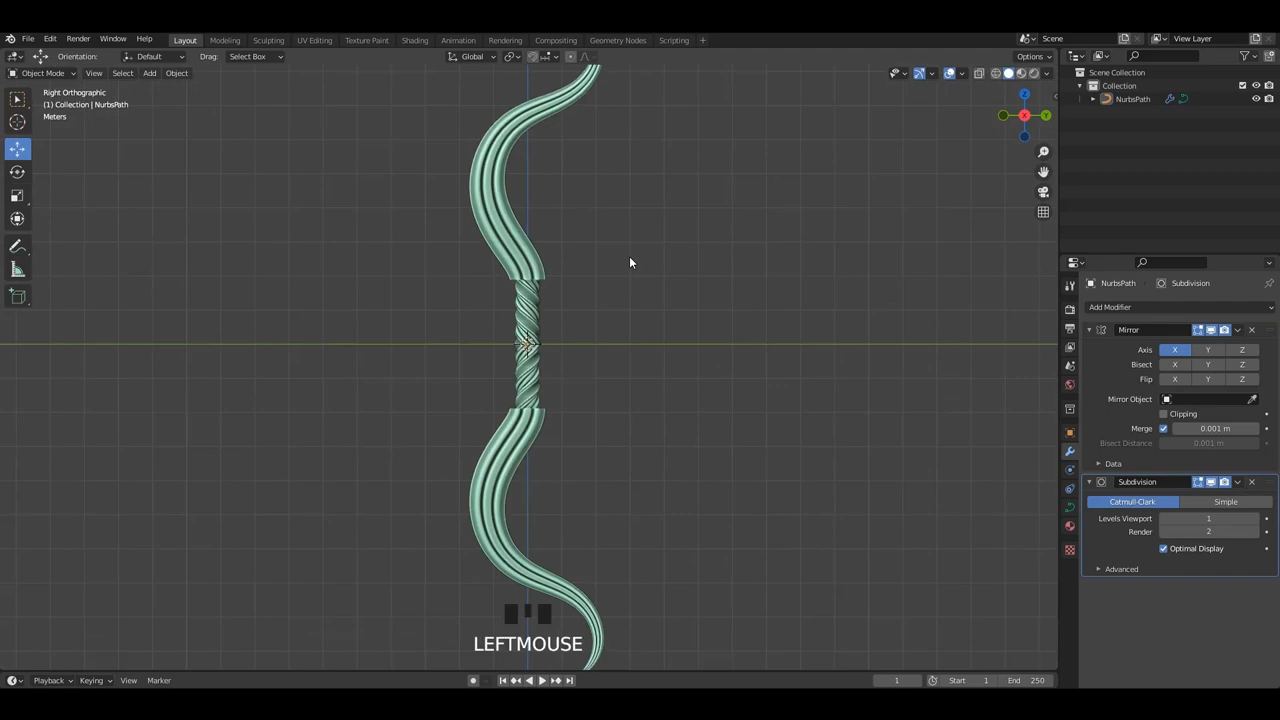 File Edit Render Window Help Layout Modeling Sculpting UV Editing Texture Paint Shading Animation Rendering Compositing Geometry Nodes Scripting + Scene View Layer
Orientation: Default Drag: Select Box Global Options
Object Mode View Select Add Object
Right Orthographic
(1) Collection | NurbsPath
Meters
Z
Y
X
Scene Collection
Collection
NurbsPath
NurbsPath Subdivision
Add Modifier
Mirror
Axis X Y Z
Bisect X Y Z
Flip X Y Z
Mirror Object
Clipping
Merge 0.001 m
Bisect Distance 0.001 m
Data
Subdivision
Catmull-Clark Simple
Levels Viewport 1
Render 2
Optimal Display
Advanced
LEFTMOUSE
Playback Keying View Marker 1 Start 1 End 250